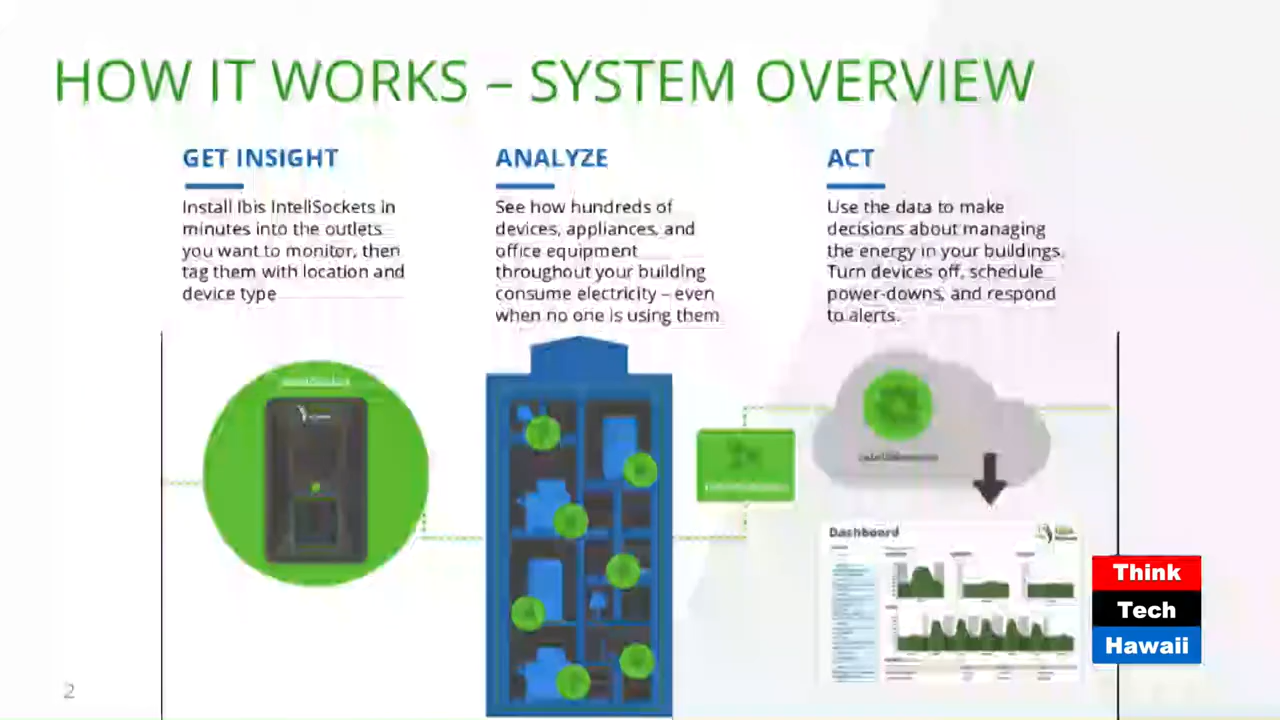 HOW IT WORKS – SYSTEM OVERVIEW
GET INSIGHT
Install Ibis InteliSockets in
minutes into the outlets
you want to monitor, then
tag them with location and
device type
ANALYZE
See how hundreds of
devices, appliances, and
office equipment
throughout your building
consume electricity – even
when no one is using them
ACT
Use the data to make
decisions about managing
the energy in your buildings.
Turn devices off, schedule
power-downs, and respond
to alerts.
Dashboard
Think
Tech
Hawaii
2